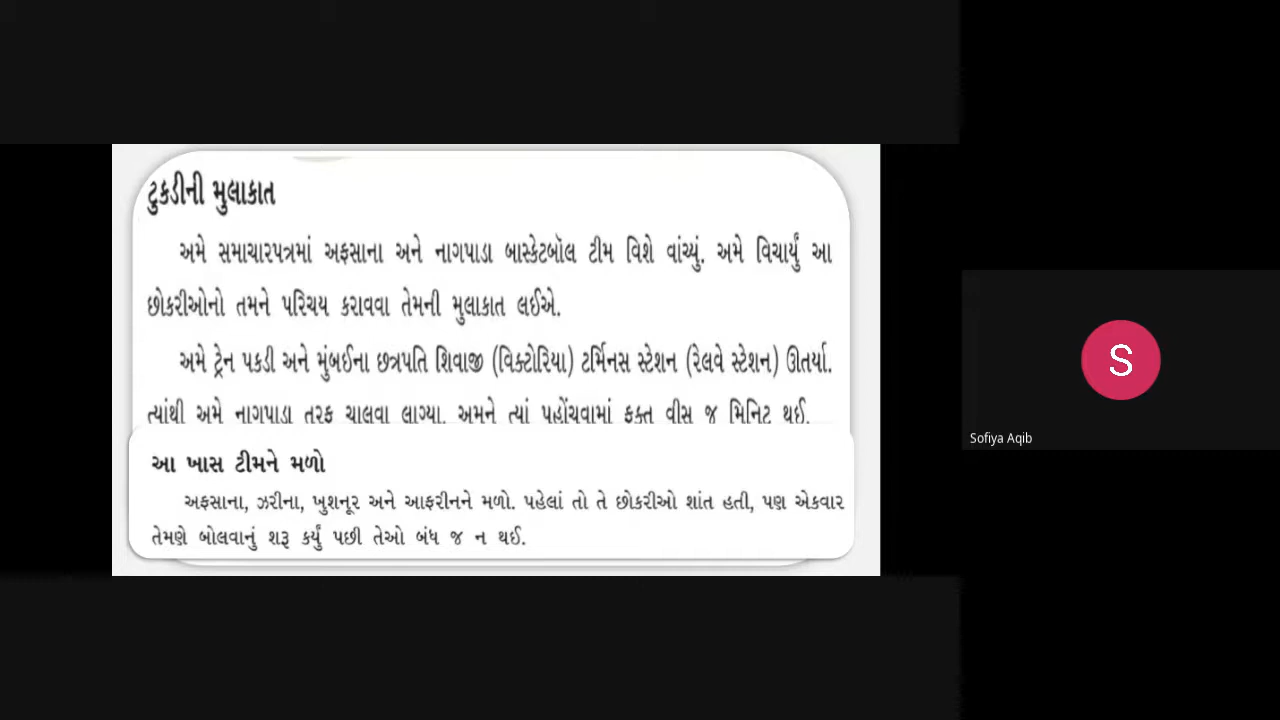 ટુકડીની મુલાકાત
અમે સમાચારપત્રમાં અફસાના અને નાગપાડા બાસ્કેટબૉલ ટીમ વિશે વાંચ્યું. અમે વિચાર્યું આ
છોકરીઓનો તમને પરિચય કરાવવા તેમની મુલાકાત લઈએ.
અમે ટ્રેન પકડી અને મુંબઈના છત્રપતિ શિવાજી (વિક્ટોરિયા) ટર્મિનસ સ્ટેશન (રેલવે સ્ટેશન) ઊતર્યા.
ત્યાંથી અમે નાગપાડા તરફ ચાલવા લાગ્યા. અમને ત્યાં પહોંચવામાં ફક્ત વીસ જ મિનિટ થઈ.
આ ખાસ ટીમને મળો
અફસાના, ઝરીના, ખુશનૂર અને આફરીનને મળો. પહેલાં તો તે છોકરીઓ શાંત હતી, પણ એકવાર
તેમણે બોલવાનું શરૂ કર્યું પછી તેઓ બંધ જ ન થઈ.
S
Sofiya Aqib